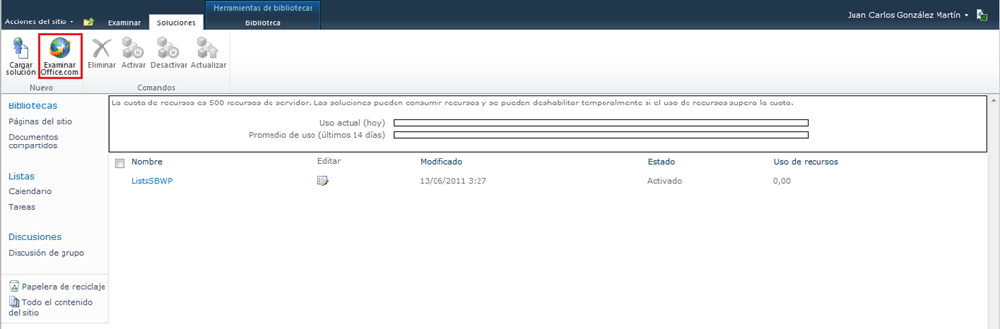 Herramientas de bibliotecas
Acciones del sitio Examinar Soluciones Biblioteca Juan Carlos González Martín
Cargar solución Examinar Office.com Eliminar Activar Desactivar Actualizar
Nuevo Comandos
Bibliotecas
Páginas del sitio
Documentos
compartidos
Listas
Calendario
Tareas
Discusiones
Discusión de grupo
Papelera de reciclaje
Todo el contenido
del sitio
La cuota de recursos es 500 recursos de servidor. Las soluciones pueden consumir recursos y se pueden deshabilitar temporalmente si el uso de recursos supera la cuota.
Uso actual (hoy)
Promedio de uso (últimos 14 días)
Nombre Editar Modificado Estado Uso de recursos
ListsSBWP 13/06/2011 3:27 Activado 0,00